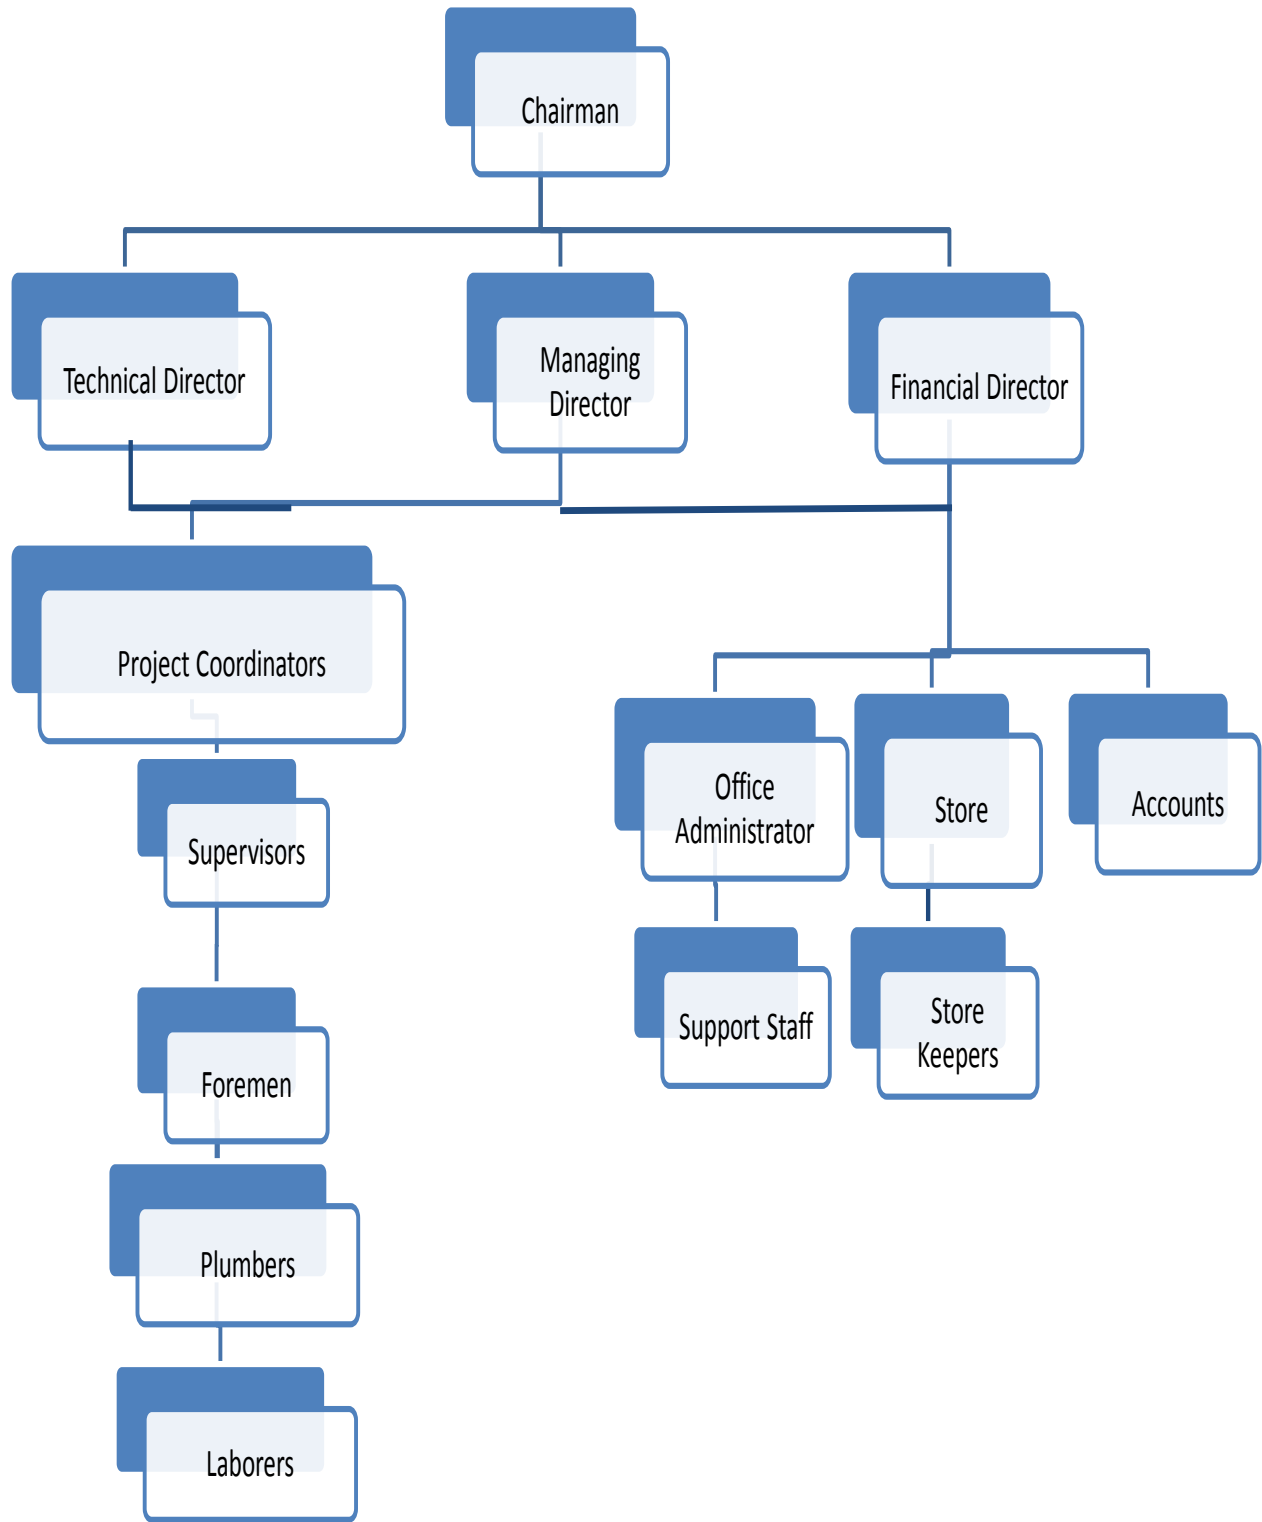 Chairman
Technical Director
Managing
Director
Financial Director
Project Coordinators
Supervisors
Foremen
Plumbers
Laborers
Office
Administrator
Support Staff
Store
Store
Keepers
Accounts